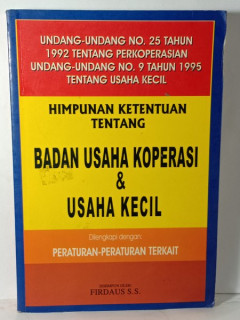 UNDANG-UNDANG NO. 25 TAHUN
1992 TENTANG PERKOPERASIAN
UNDANG-UNDANG NO. 9 TAHUN 1995
TENTANG USAHA KECIL
HIMPUNAN KETENTUAN
TENTANG
BADAN USAHA KOPERASI
&
USAHA KECIL
Dilengkapi dengan
PERATURAN-PERATURAN TERKAIT
FIRDAUS S.S.